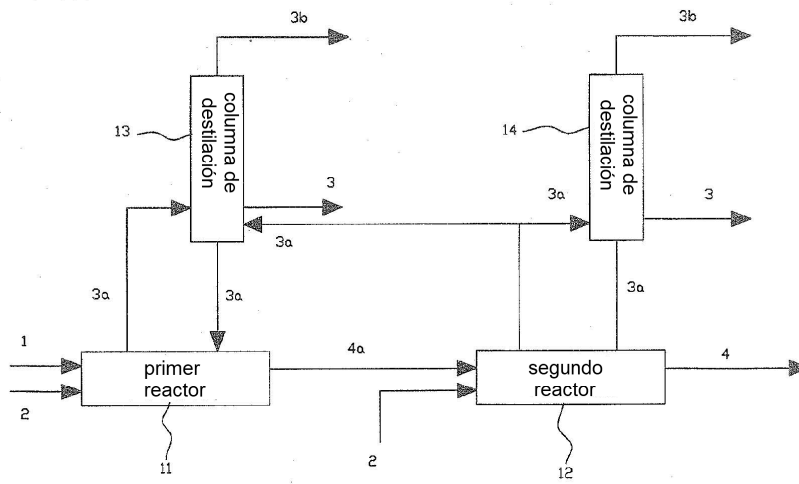 3b
3b
columna de
destilación
columna de
destilación
13
14
3
3a
3
3a
3a
3a
3a
1
4a
4
primer
reactor
segundo
reactor
2
2
11
12